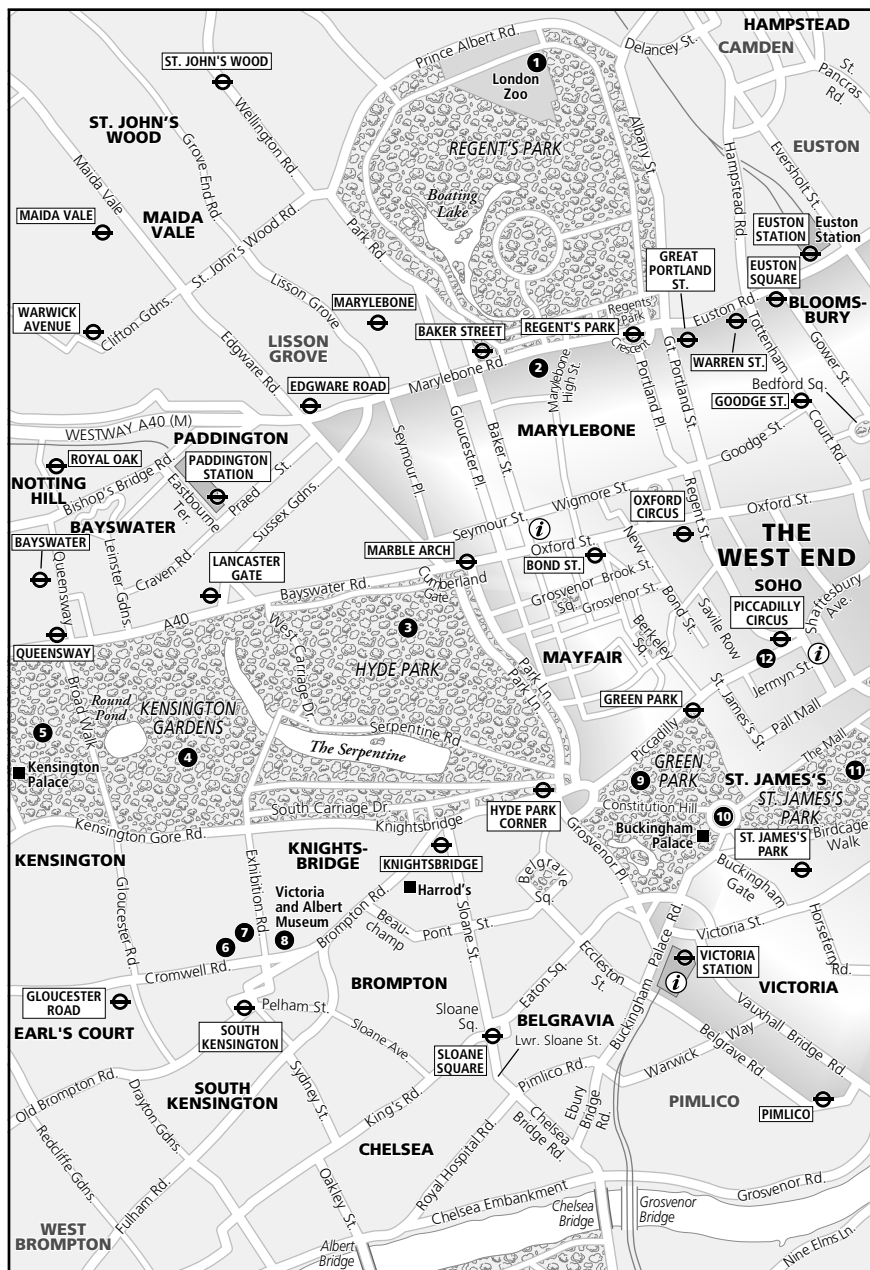 HAMPSTEAD
CAMDEN
Prince Albert Rd.
Delancey St.
St. Pancras Rd.
ST. JOHN'S WOOD
1
London
Zoo
Wellington Rd.
ST. JOHN'S
WOOD
Grove End Rd.
REGENT'S PARK
Albany St.
EUSTON
Eversholt St.
Hampstead Rd.
Maida Vale
Boating
Lake
MAIDA VALE
MAIDA
VALE
St. John's Wood Rd.
Park Rd.
EUSTON
STATION
Euston
Station
GREAT
PORTLAND
ST.
EUSTON
SQUARE
Lisson Grove
Clifton Gdns.
WARWICK
AVENUE
MARYLEBONE
Regents
Park
Crescent
Euston Rd.
BLOOMS-
BURY
BAKER STREET
REGENT'S PARK
LISSON
GROVE
Edgware Rd.
WARREN ST.
Tottenham
Court Rd.
Gower St.
2
Marylebone Rd.
Marylebone
High St.
Portland Pl.
Gt. Portland St.
EDGWARE ROAD
Bedford Sq.
GOODGE ST.
WESTWAY A40 (M)
PADDINGTON
MARYLEBONE
Goodge St.
Seymour Pl.
Gloucester Pl.
Baker St.
ROYAL OAK
PADDINGTON
STATION
NOTTING
HILL
Bishop's Bridge Rd.
Eastbourne
Ter.
Praed St.
Sussex Gdns.
Wigmore St.
Regent St.
OXFORD
CIRCUS
Oxford St.
BAYSWATER
Seymour St.
i
Oxford St.
New
Bond St.
THE
WEST END
BAYSWATER
Queensway
Leinster Gdns.
Craven Rd.
LANCASTER
GATE
MARBLE ARCH
Cumberland
Gate
BOND ST.
Grosvenor
Sq.
Brook St.
Grosvenor St.
SOHO
Bayswater Rd.
A40
Savile Row
PICCADILLY
CIRCUS
Shaftesbury
Ave.
QUEENSWAY
West Carriage Dr.
3
HYDE PARK
Park Ln.
Park Ln.
MAYFAIR
Berkeley
Sq.
12
i
Jermyn St.
Broad Walk
Round
Pond
KENSINGTON
GARDENS
GREEN PARK
St. James's St.
Pall Mall
5
4
Serpentine Rd.
The Serpentine
Piccadilly
The Mall
Kensington
Palace
9
GREEN
PARK
ST. JAMES'S
11
ST. JAMES'S
PARK
South Carriage Dr.
HYDE PARK
CORNER
Constitution Hill
10
Birdcage
Walk
Kensington Gore Rd.
Knightsbridge
Buckingham
Palace
ST. JAMES'S
PARK
KENSINGTON
KNIGHTS-
BRIDGE
KNIGHTSBRIDGE
Grosvenor Pl.
Buckingham
Gate
Harrod's
Belgrave
Sq.
Gloucester Rd.
Exhibition Rd.
Victoria
and Albert
Museum
Brompton Rd.
Beau-
champ
Pont St.
Sloane St.
Victoria St.
Horseferry
Rd.
7
6
8
Cromwell Rd.
Buckingham Palace Rd.
VICTORIA
STATION
i
Eccleston
St.
VICTORIA
BROMPTON
GLOUCESTER
ROAD
Pelham St.
Eaton Sq.
EARL'S COURT
SOUTH
KENSINGTON
Sloane Ave.
Sloane
Sq.
SLOANE
SQUARE
BELGRAVIA
Lwr. Sloane St.
Vauxhall Bridge Rd.
Warwick Way
Belgrave Rd.
Pimlico Rd.
Old Brompton Rd.
SOUTH
KENSINGTON
Sydney St.
King's Rd.
Ebury
Bridge
Rd.
PIMLICO
PIMLICO
Drayton Gdns.
Redcliffe Gdns.
CHELSEA
Chelsea
Bridge Rd.
Royal Hospital Rd.
Oakley St.
Fulham Rd.
Chelsea Embankment
Grosvenor Rd.
Chelsea
Bridge
Grosvenor
Bridge
WEST
BROMPTON
Albert
Bridge
Nine Elms Ln.